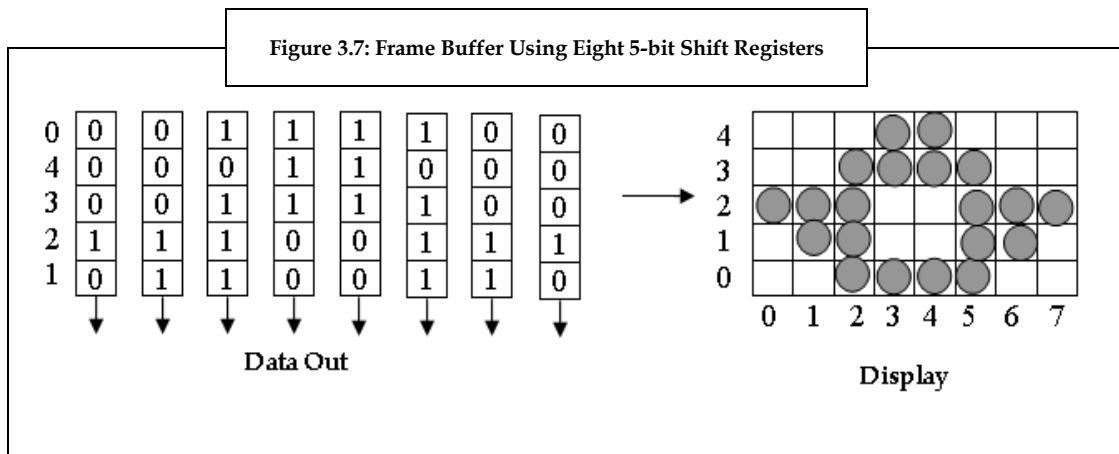 Figure 3.7: Frame Buffer Using Eight 5-bit Shift Registers
0 0 0 1 1 1 1 0 0
4 0 0 0 1 1 0 0 0
3 0 0 1 1 1 1 0 0
2 1 1 1 0 0 1 1 1
1 0 1 1 0 0 1 1 0
Data Out
4
3
2
1
0
0 1 2 3 4 5 6 7
Display